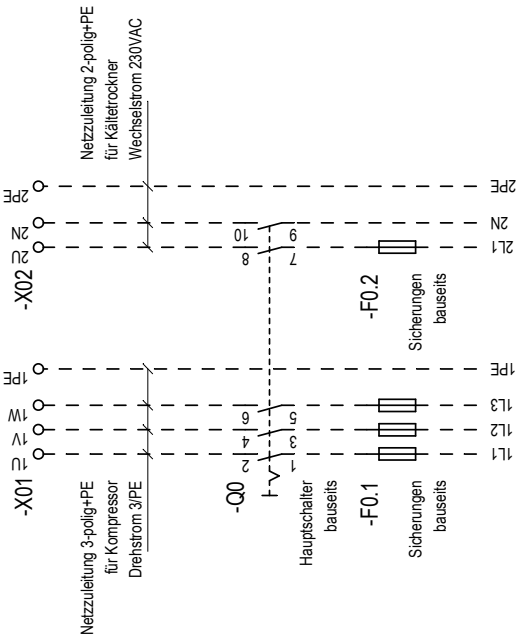 -X01
1U
1V
1W
1PE
-X02
2U
2N
2PE
Netzzuleitung 3-polig+PE
für Kompressor
Drehstrom 3/PE
Netzzuleitung 2-polig+PE
für Kältetrockner
Wechselstrom 230VAC
-Q0
2
4
6
8
10
1
3
5
7
9
Hauptschalter
bauseits
-F0.1
Sicherungen
bauseits
-F0.2
Sicherungen
bauseits
1L1
1L2
1L3
1PE
2L1
2N
2PE